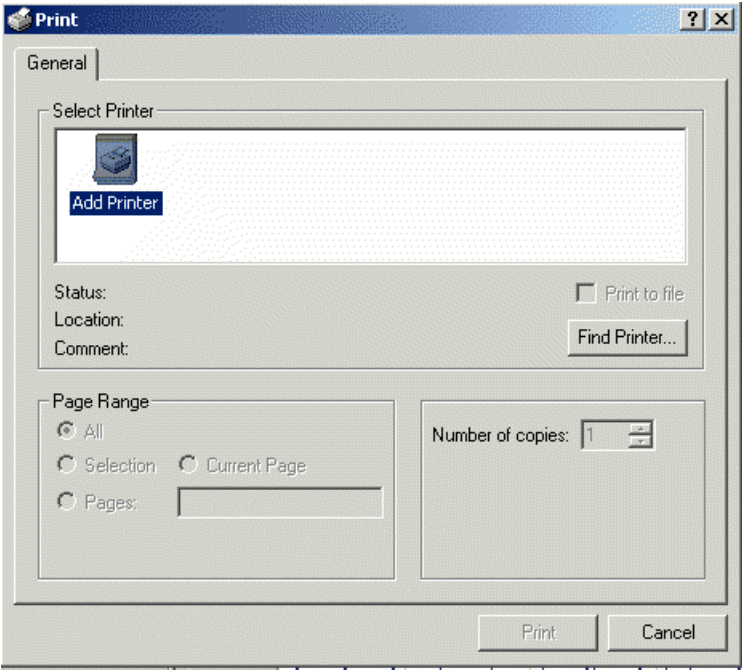 Print
General
Select Printer
Add Printer
Status:
Print to file
Location:
Find Printer...
Comment:
Page Range
All
Number of copies: 1
Selection Current Page
Pages:
Print Cancel